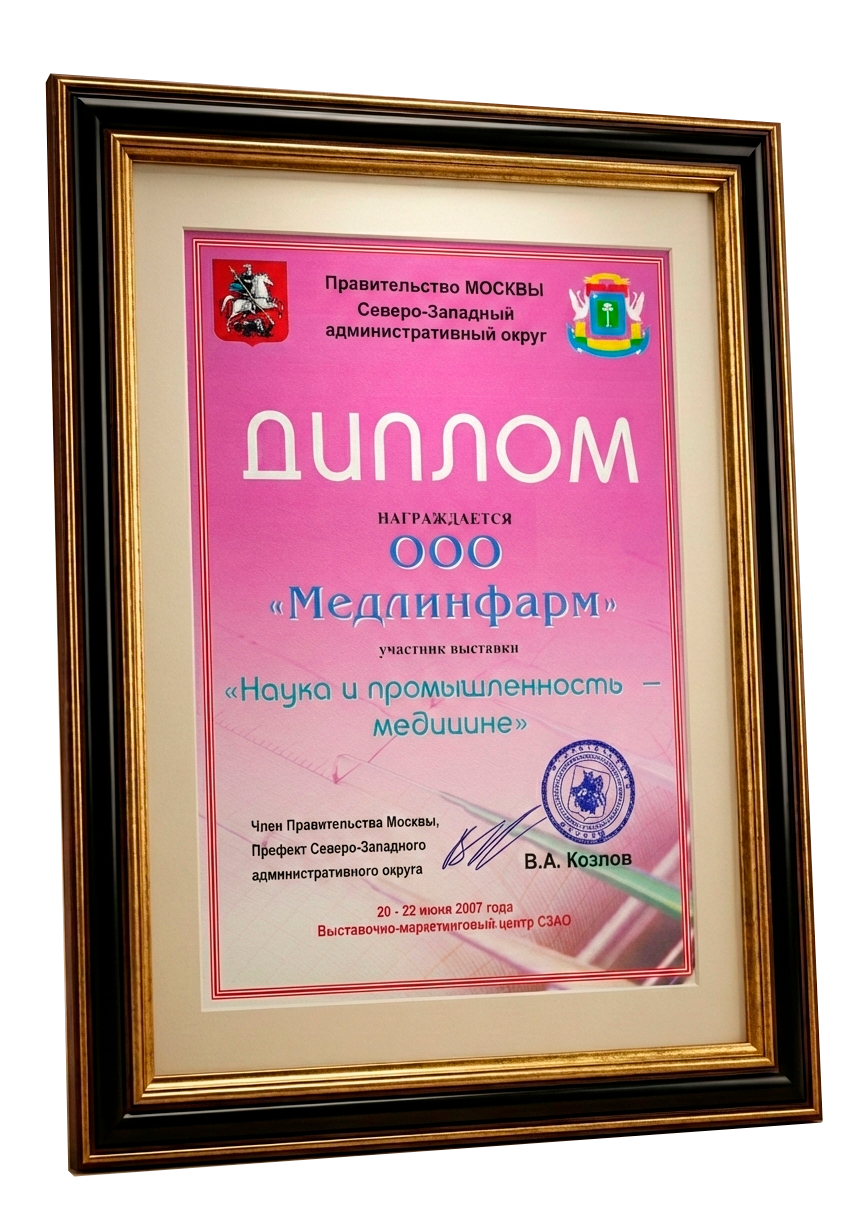 Правительство МОСКВЫ
Северо-Западный
административный округ
ДИПЛОМ
НАГРАЖДАЕТСЯ
ООО
«Медлинфарм»
участник выставки
«Наука и промышленность –
медицине»
Член Правительства Москвы,
Префект Северо-Западного
административного округа
В.А. Козлов
20 - 22 июня 2007 года
Выставочно-маркетинговый центр СЗАО